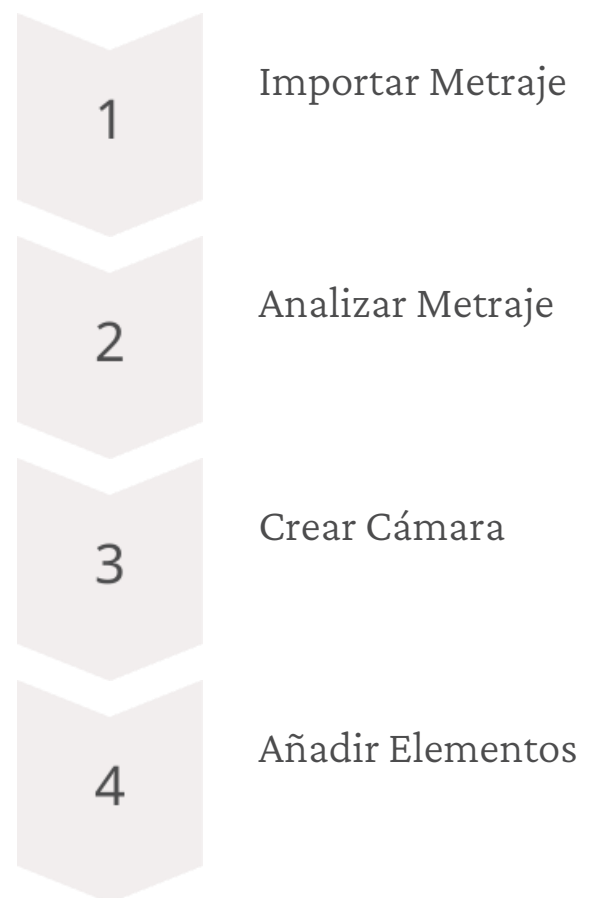 1
Importar Metraje
2
Analizar Metraje
3
Crear Cámara
4
Añadir Elementos